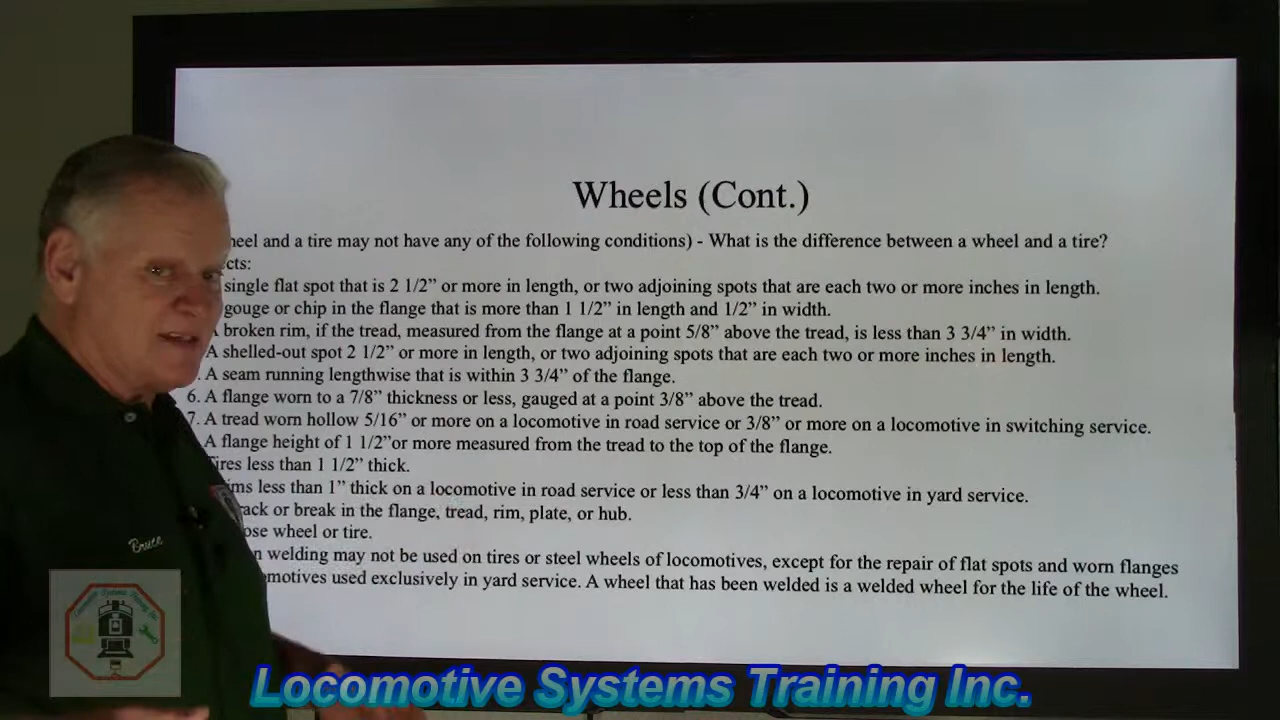 Wheels (Cont.)
and a tire may not have any of the following conditions) - What is the difference between a wheel and a tire?
single flat spot that is 2 1/2” or more in length, or two adjoining spots that are each two or more inches in length.
gouge or chip in the flange that is more than 1 1/2” in length and 1/2” in width.
broken rim, if the tread, measured from the flange at a point 5/8” above the tread, is less than 3 3/4” in width.
A shelled-out spot 2 1/2” or more in length, or two adjoining spots that are each two or more inches in length.
A seam running lengthwise that is within 3 3/4” of the flange.
6. A flange worn to a 7/8” thickness or less, gauged at a point 3/8” above the tread.
7. A tread worn hollow 5/16” or more on a locomotive in road service or 3/8” or more on a locomotive in switching service.
A flange height of 1 1/2”or more measured from the tread to the top of the flange.
less than 1 1/2” thick.
less than 1” thick on a locomotive in road service or less than 3/4” on a locomotive in yard service.
or break in the flange, tread, rim, plate, or hub.
wheel or tire.
welding may not be used on tires or steel wheels of locomotives, except for the repair of flat spots and worn flanges
used exclusively in yard service. A wheel that has been welded is a welded wheel for the life of the wheel.
Bruce
Locomotive Systems Training Inc.